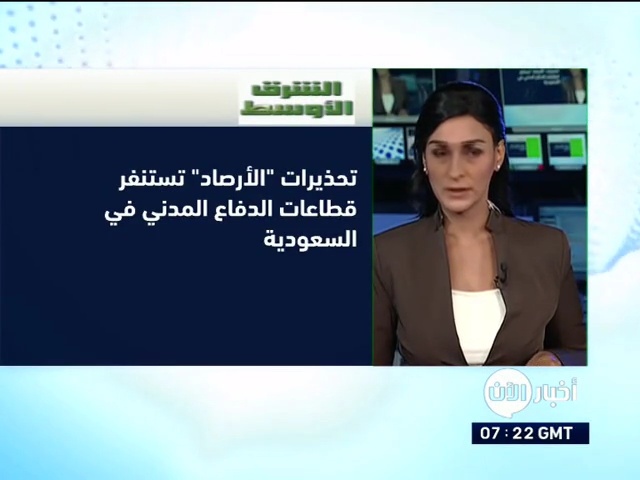 الشرق
الأوسط
تحذيرات "الأرصاد" تستنفر
قطاعات الدفاع المدني في
السعودية
أخبار الآن
07:22 GMT